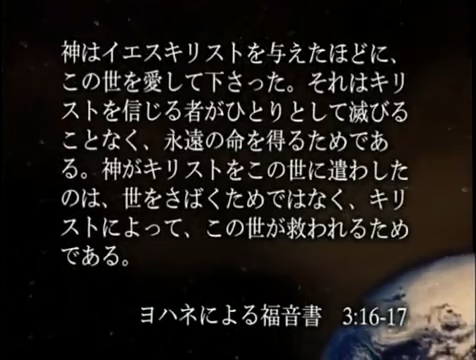 神はイエスキリストを与えたほどに、
この世を愛して下さった。それはキリ
ストを信じる者がひとりとして滅びる
ことなく、永遠の命を得るためであ
る。神がキリストをこの世に遣わした
のは、世をさばくためではなく、キリ
ストによって、この世が救われるため
である。
ヨハネによる福音書 3:16-17